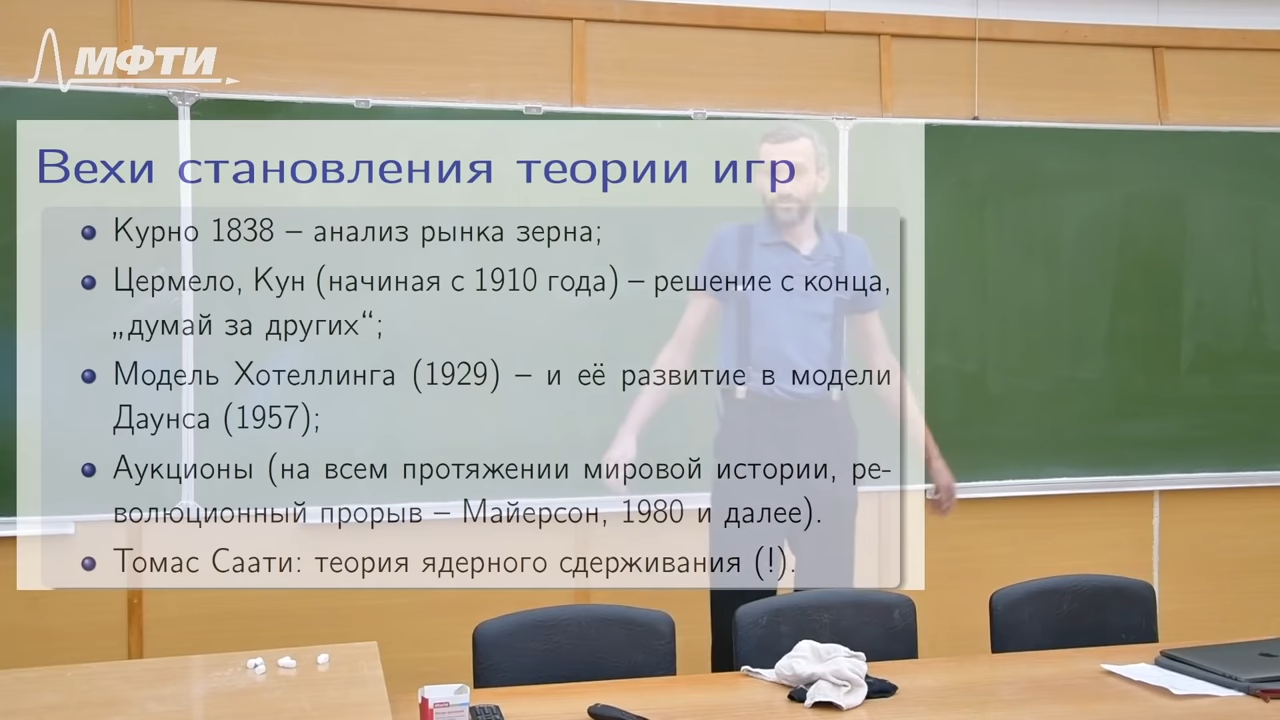 МФТИ
Вехи становления теории игр
Курно 1838 – анализ рынка зерна;
Цермело, Кун (начиная с 1910 года) – решение с конца,
„думай за других“;
Модель Хотеллинга (1929) – и её развитие в модели
Даунса (1957);
Аукционы (на всем протяжении мировой истории, ре-
волюционный прорыв – Майерсон, 1980 и далее).
Томас Саати: теория ядерного сдерживания (!).